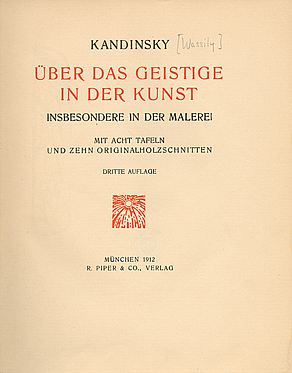 KANDINSKY [Wassily]
ÜBER DAS GEISTIGE
IN DER KUNST
INSBESONDERE IN DER MALEREI
MIT ACHT TAFELN
UND ZEHN ORIGINALHOLZSCHNITTEN
DRITTE AUFLAGE
MÜNCHEN 1912
R. PIPER & CO., VERLAG